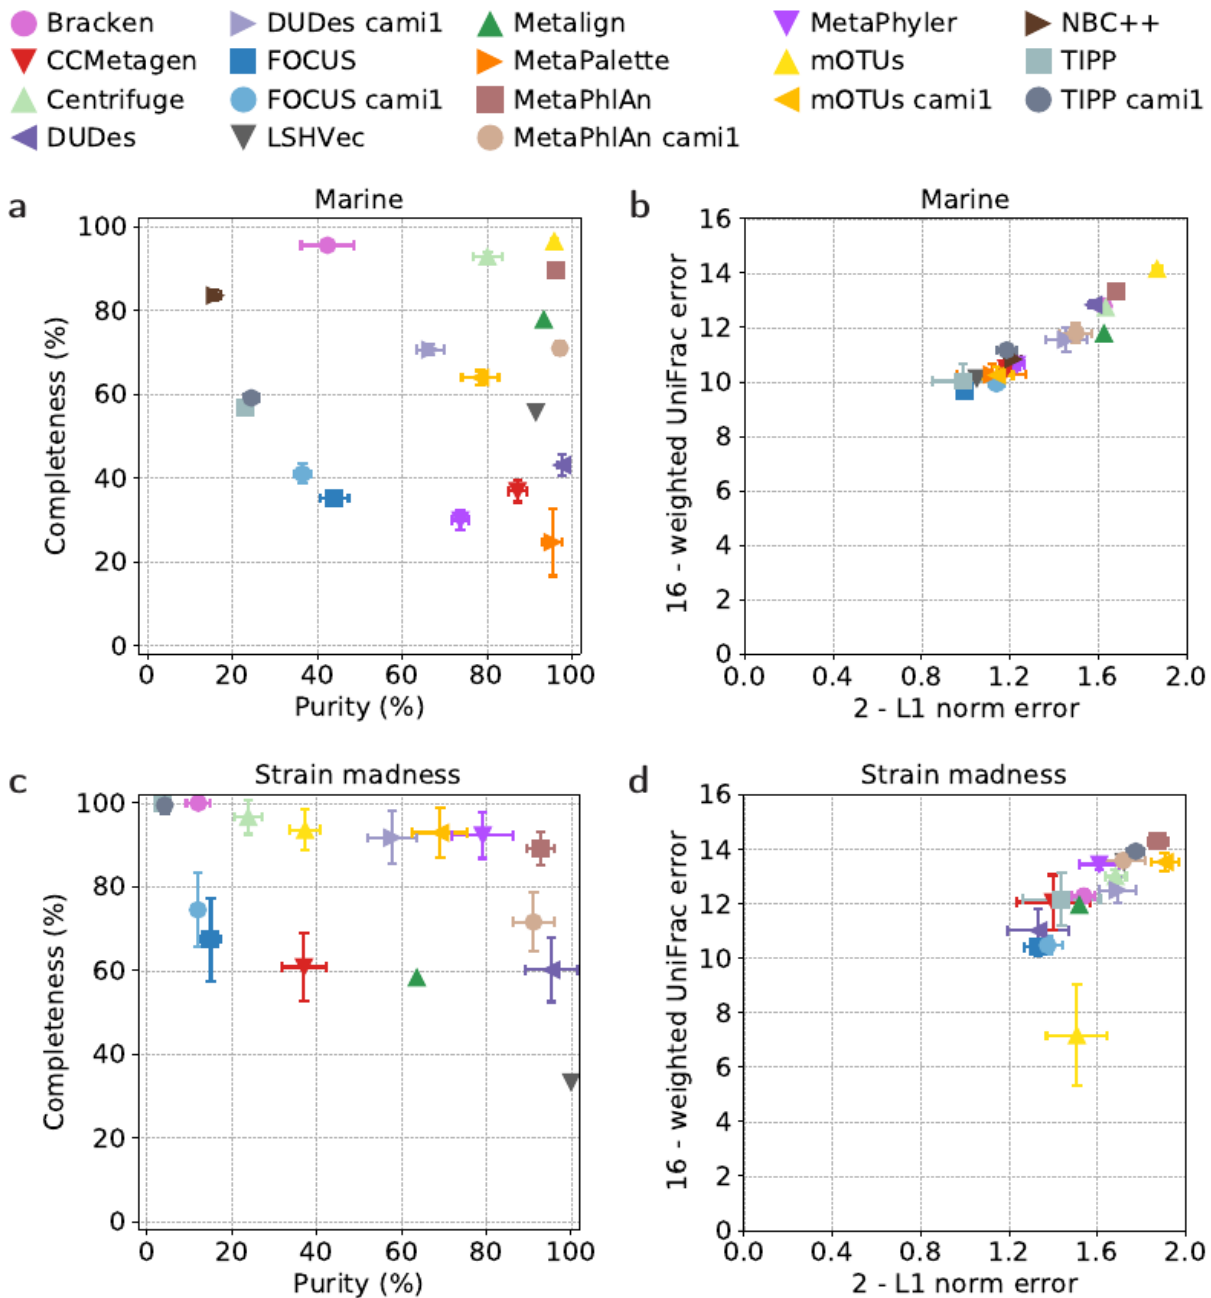 Bracken DUDes cami1 Metalign MetaPhyler NBC++
CCMetagen FOCUS MetaPalette mOTUs TIPP
Centrifuge FOCUS cami1 MetaPhlAn mOTUs cami1 TIPP cami1
DUDes LSHVec MetaPhlAn cami1
a
Marine
100
80
60
40
20
0
Completeness (%)
0 20 40 60 80 100
Purity (%)
b
Marine
16
14
12
10
8
6
4
2
0
16 - weighted UniFrac error
0.0 0.4 0.8 1.2 1.6 2.0
2 - L1 norm error
c
Strain madness
100
80
60
40
20
0
Completeness (%)
0 20 40 60 80 100
Purity (%)
d
Strain madness
16
14
12
10
8
6
4
2
0
16 - weighted UniFrac error
0.0 0.4 0.8 1.2 1.6 2.0
2 - L1 norm error